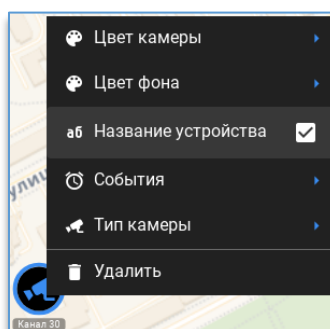 Цвет камеры
Цвет фона
аб Название устройства
События
Тип камеры
Удалить
Канал 30